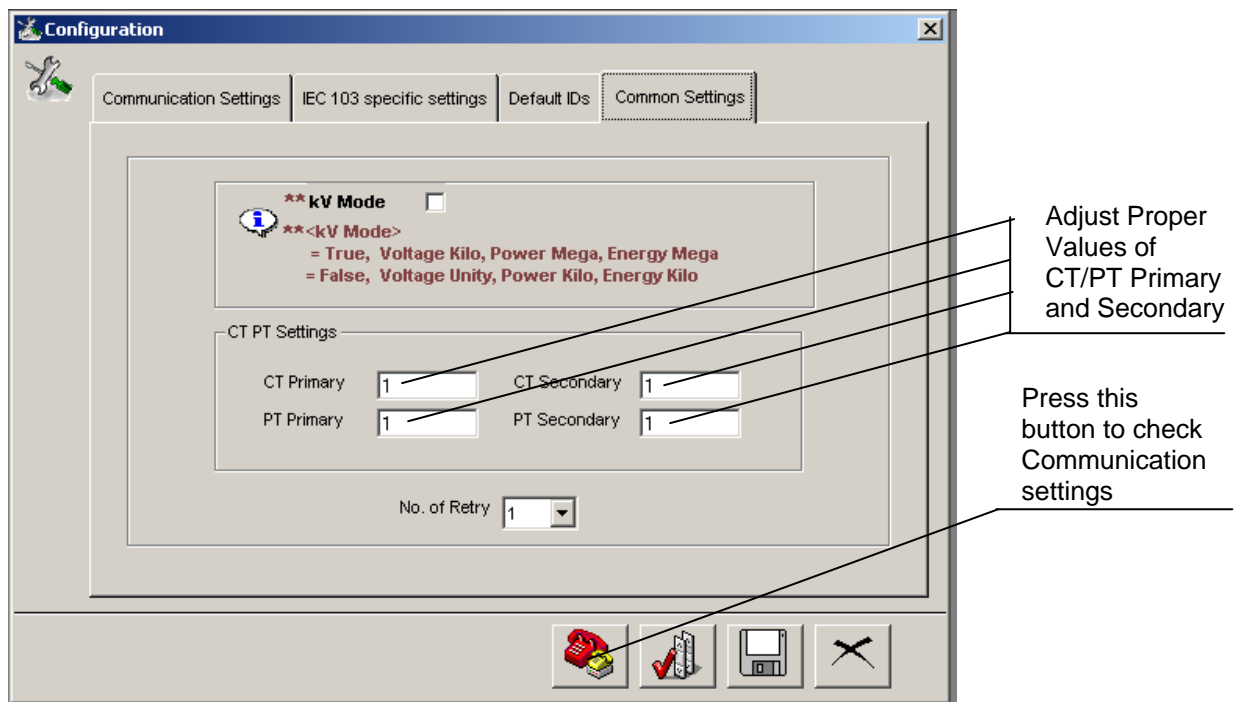 Configuration
Communication Settings
IEC 103 specific settings
Default IDs
Common Settings
**kV Mode
**<kV Mode>
= True, Voltage Kilo, Power Mega, Energy Mega
= False, Voltage Unity, Power Kilo, Energy Kilo
CT PT Settings
CT Primary 1 CT Secondary 1
PT Primary 1 PT Secondary 1
No. of Retry 1
Adjust Proper
Values of
CT/PT Primary
and Secondary
Press this
button to check
Communication
settings